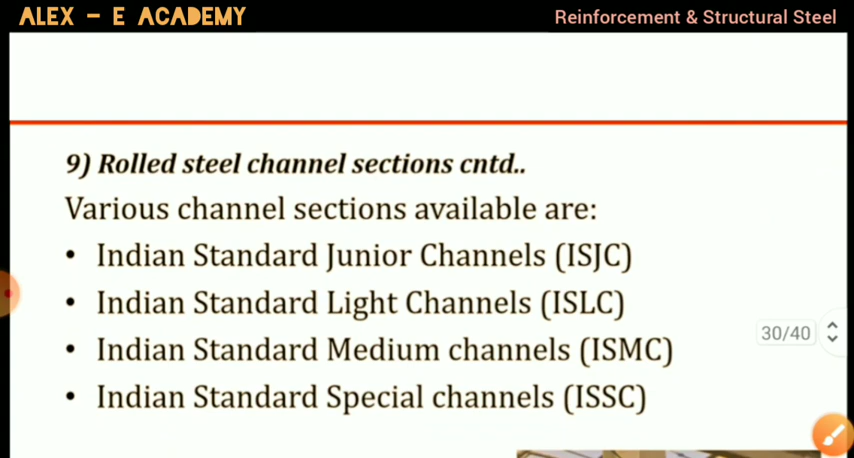 ALEX - E ACADEMY
Reinforcement & Structural Steel
9) Rolled steel channel sections cntd..
Various channel sections available are:
• Indian Standard Junior Channels (ISJC)
• Indian Standard Light Channels (ISLC)
• Indian Standard Medium channels (ISMC)
• Indian Standard Special channels (ISSC)
30/40